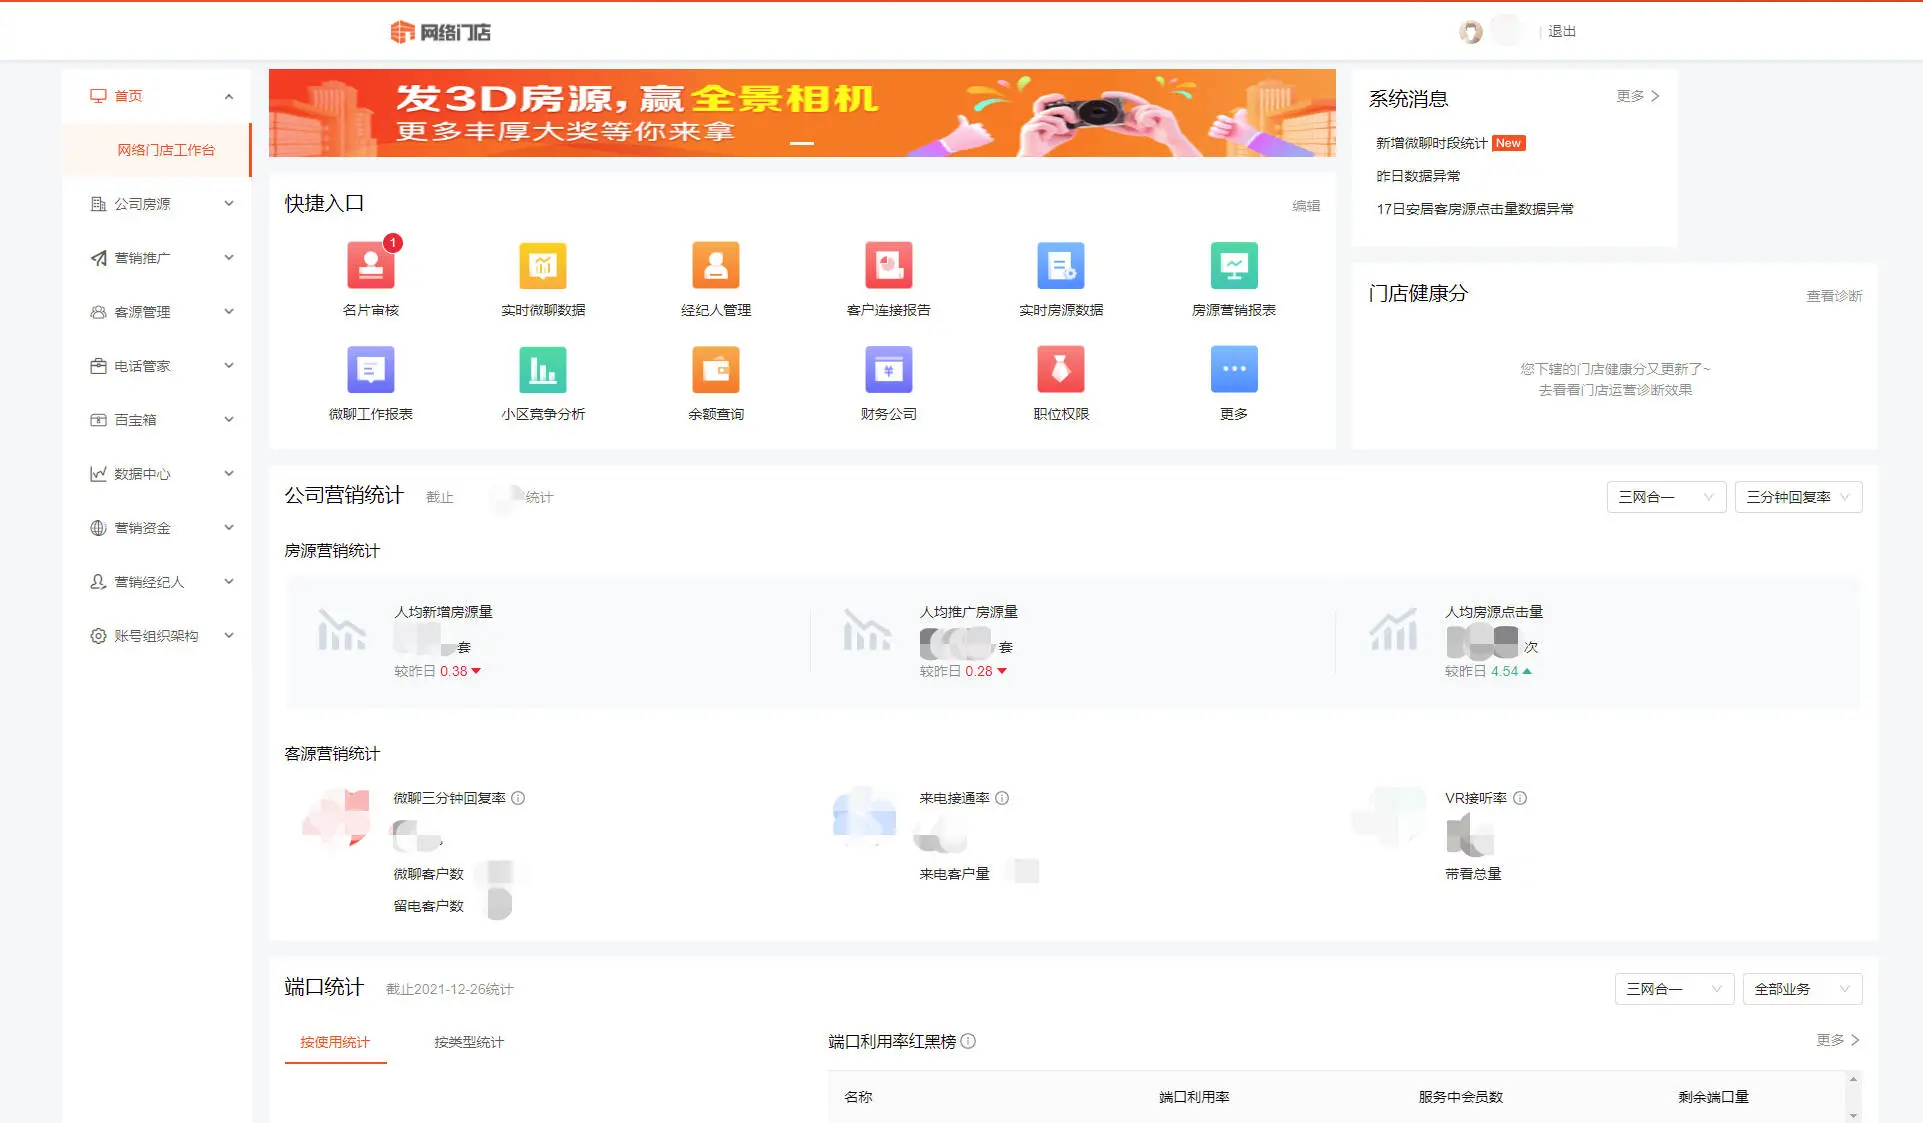 网络门店
退出
首页
网络门店工作台
公司房源
营销推广
客源管理
电话管家
百宝箱
数据中心
营销资金
营销经纪人
账号组织架构
发3D房源,赢全景相机
更多丰厚大奖等你来拿
系统消息
更多
新增微聊时段统计 New
昨日数据异常
17日安居客房源点击量数据异常
快捷入口
编辑
1
名片审核
实时微聊数据
经纪人管理
客户连接报告
实时房源数据
房源营销报表
微聊工作报表
小区竞争分析
余额查询
财务公司
职位权限
更多
门店健康分
查看诊断
您下辖的门店健康分又更新了~
去看看门店运营诊断效果
公司营销统计 截止 统计
三网合一
三分钟回复率
房源营销统计
人均新增房源量
套
较昨日 0.38
人均推广房源量
套
较昨日 0.28
人均房源点击量
次
较昨日 4.54
客源营销统计
微聊三分钟回复率
微聊客户数
留电客户数
来电接通率
来电客户量
VR接听率
带看总量
端口统计 截止2021-12-26统计
三网合一
全部业务
按使用统计
按类型统计
端口利用率红黑榜
更多
名称 端口利用率 服务中会员数 剩余端口量